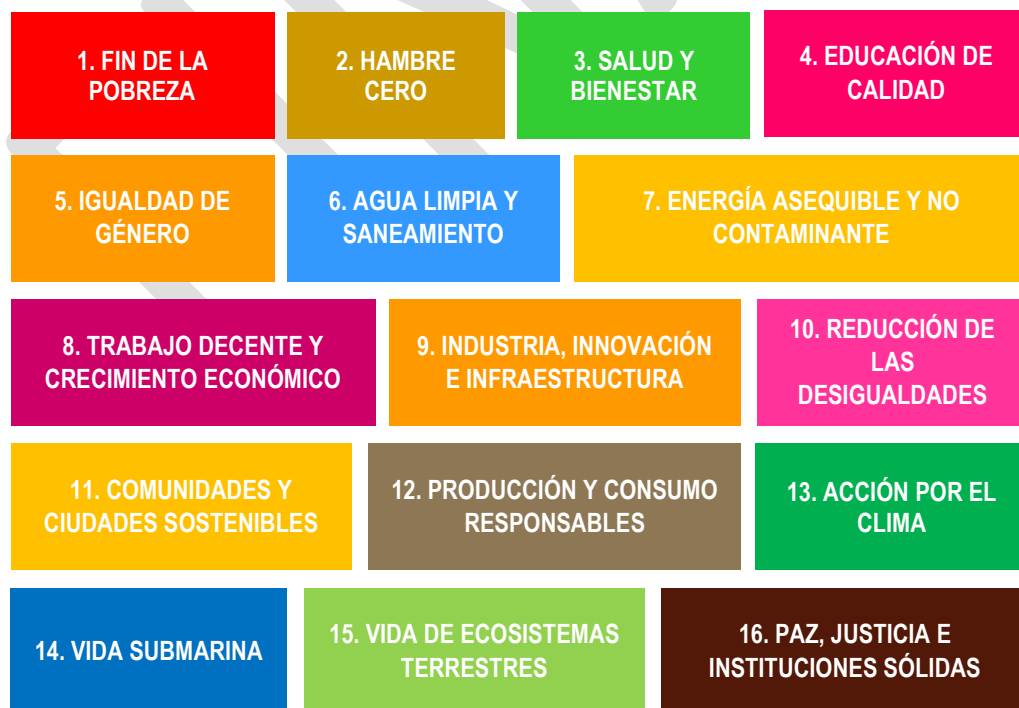 1. FIN DE LA
POBREZA
2. HAMBRE
CERO
3. SALUD Y
BIENESTAR
4. EDUCACIÓN DE
CALIDAD
5. IGUALDAD DE
GÉNERO
6. AGUA LIMPIA Y
SANEAMIENTO
7. ENERGÍA ASEQUIBLE Y NO
CONTAMINANTE
8. TRABAJO DECENTE Y
CRECIMIENTO ECONÓMICO
9. INDUSTRIA, INNOVACIÓN
E INFRAESTRUCTURA
10. REDUCCIÓN DE
LAS
DESIGUALDADES
11. COMUNIDADES Y
CIUDADES SOSTENIBLES
12. PRODUCCIÓN Y CONSUMO
RESPONSABLES
13. ACCIÓN POR EL
CLIMA
14. VIDA SUBMARINA
15. VIDA DE ECOSISTEMAS
TERRESTRES
16. PAZ, JUSTICIA E
INSTITUCIONES SÓLIDAS